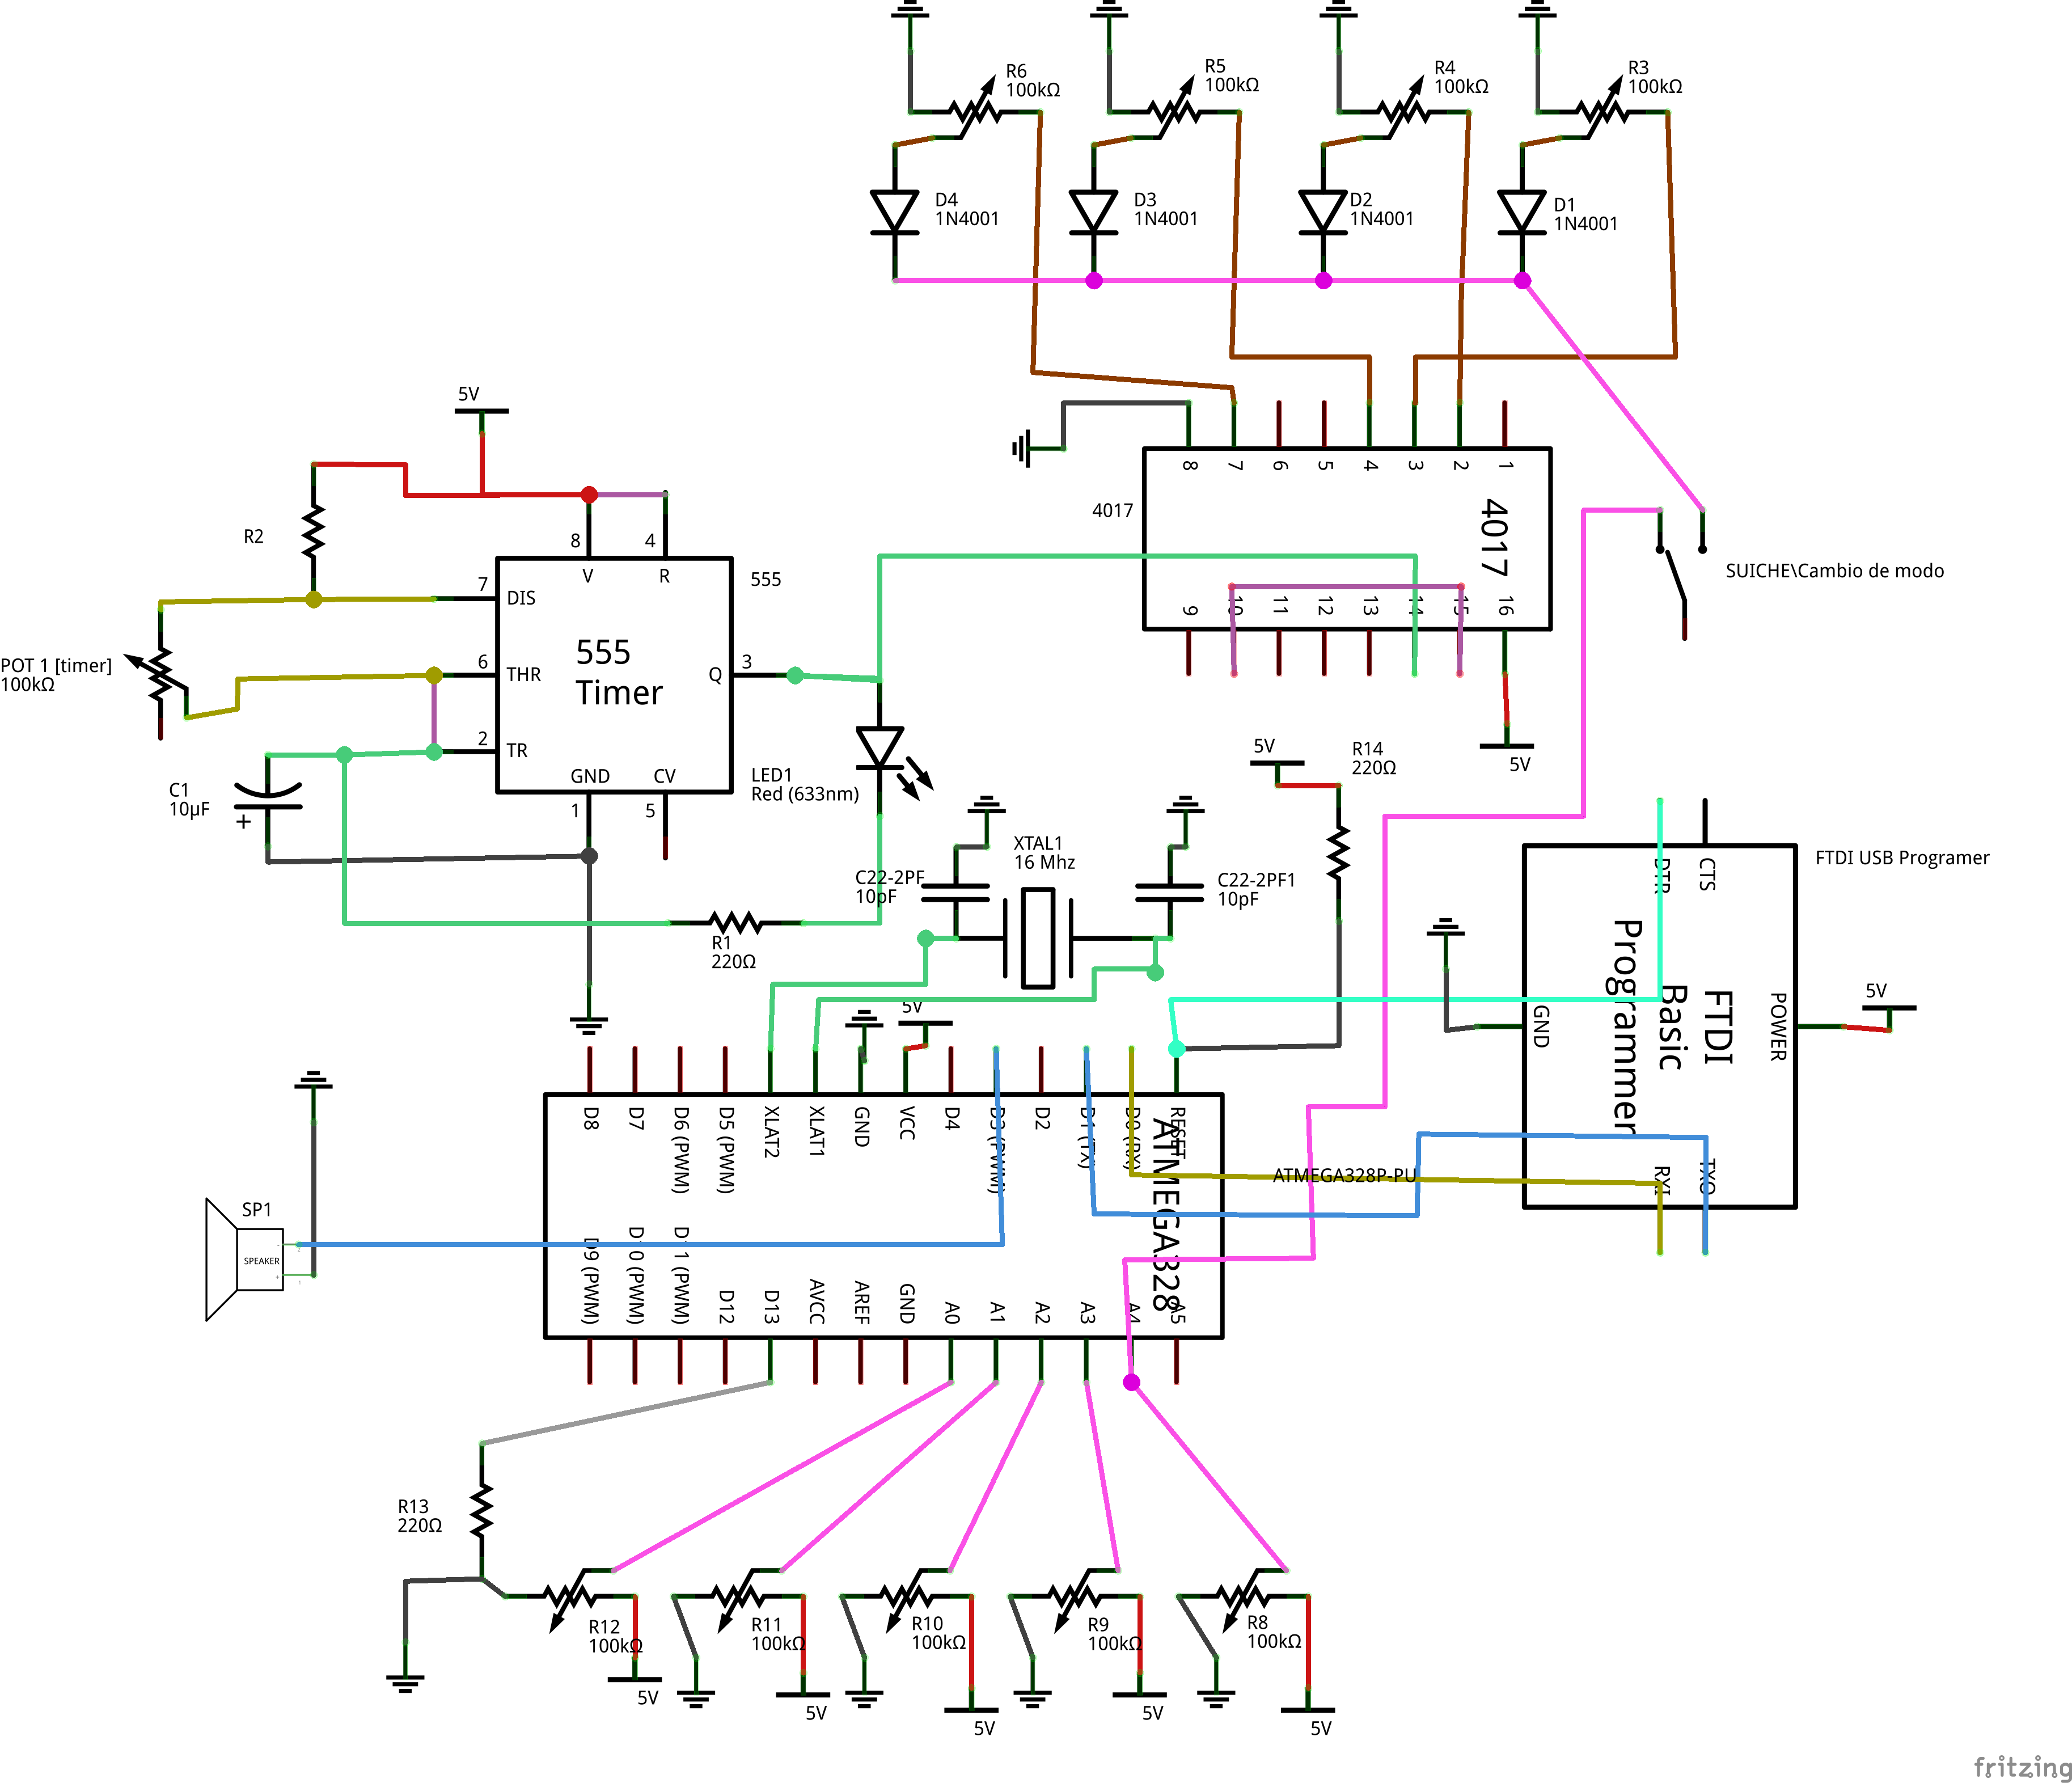 R6
100kΩ
R5
100kΩ
R4
100kΩ
R3
100kΩ
D4
1N4001
D3
1N4001
D2
1N4001
D1
1N4001
5V
8
7
6
5
4
3
2
1
4017
4017
9
10
11
12
13
14
15
16
5V
SUICHE\Cambio de modo
R2
8
4
V
R
555
7
DIS
6
THR
2
TR
555
Timer
3
Q
GND
CV
1
5
POT 1 [timer]
100kΩ
C1
10µF
+
LED1
Red (633nm)
R1
220Ω
C22-2PF
10pF
XTAL1
16 Mhz
C22-2PF1
10pF
5V
R14
220Ω
FTDI USB Programer
DTR
CTS
GND
POWER
FTDI
Basic
Programmer
RXI
TXO
5V
5V
D8
D7
D6 (PWM)
D5 (PWM)
XLAT2
XLAT1
GND
VCC
D4
D3 (PWM)
D2
D1 (TX)
D0 (RX)
RESET
ATMEGA328
ATMEGA328P-PU
D9 (PWM)
D10 (PWM)
D11 (PWM)
D12
D13
AVCC
AREF
GND
A0
A1
A2
A3
A4
A5
SP1
SPEAKER
R13
220Ω
R12
100kΩ
5V
R11
100kΩ
5V
R10
100kΩ
5V
R9
100kΩ
5V
R8
100kΩ
5V
fritzing